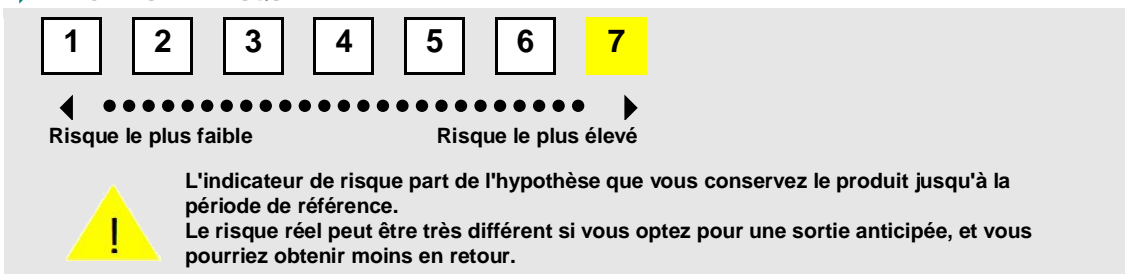 1 2 3 4 5 6 7
Risque le plus faible Risque le plus élevé
L'indicateur de risque part de l'hypothèse que vous conservez le produit jusqu'à la
période de référence.
Le risque réel peut être très différent si vous optez pour une sortie anticipée, et vous
! pourriez obtenir moins en retour.